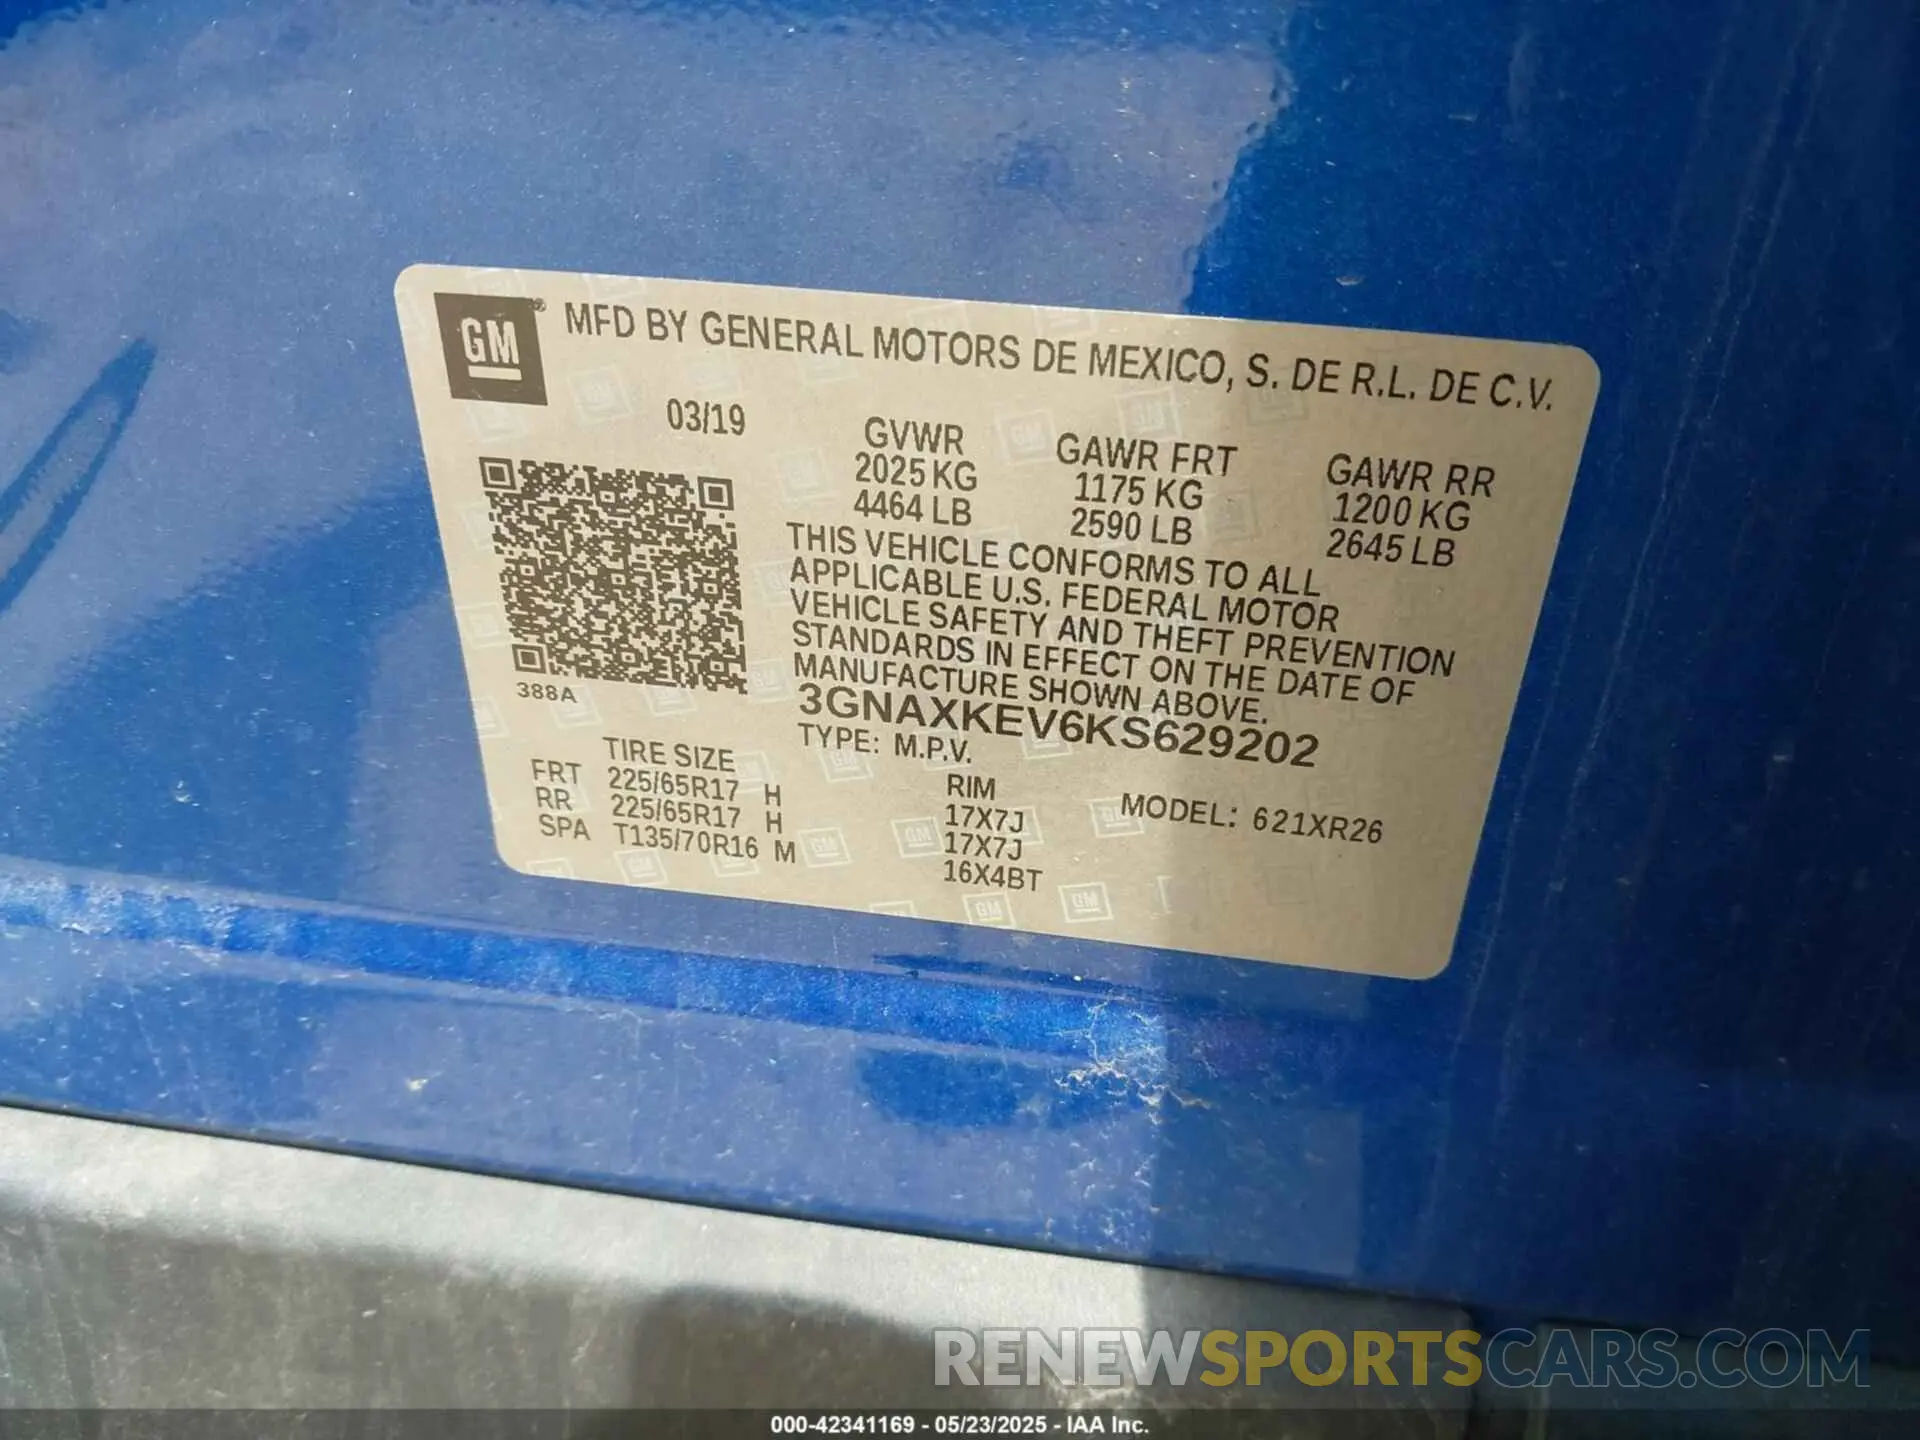 GM® MFD BY GENERAL MOTORS DE MEXICO, S. DE R.L. DE C.V.
03/19
GVWR
2025 KG
4464 LB
GAWR FRT
1175 KG
2590 LB
GAWR RR
1200 KG
2645 LB
THIS VEHICLE CONFORMS TO ALL
APPLICABLE U.S. FEDERAL MOTOR
VEHICLE SAFETY AND THEFT PREVENTION
STANDARDS IN EFFECT ON THE DATE OF
MANUFACTURE SHOWN ABOVE.
3GNAXKEV6KS629202
388A
TYPE: M.P.V.
MODEL: 621XR26
TIRE SIZE RIM
FRT 225/65R17 H 17X7J
RR 225/65R17 H 17X7J
SPA T135/70R16 M 16X4BT
RENEWSPORTSCARS.COM
000-42341169 - 05/23/2025 - IAA Inc.